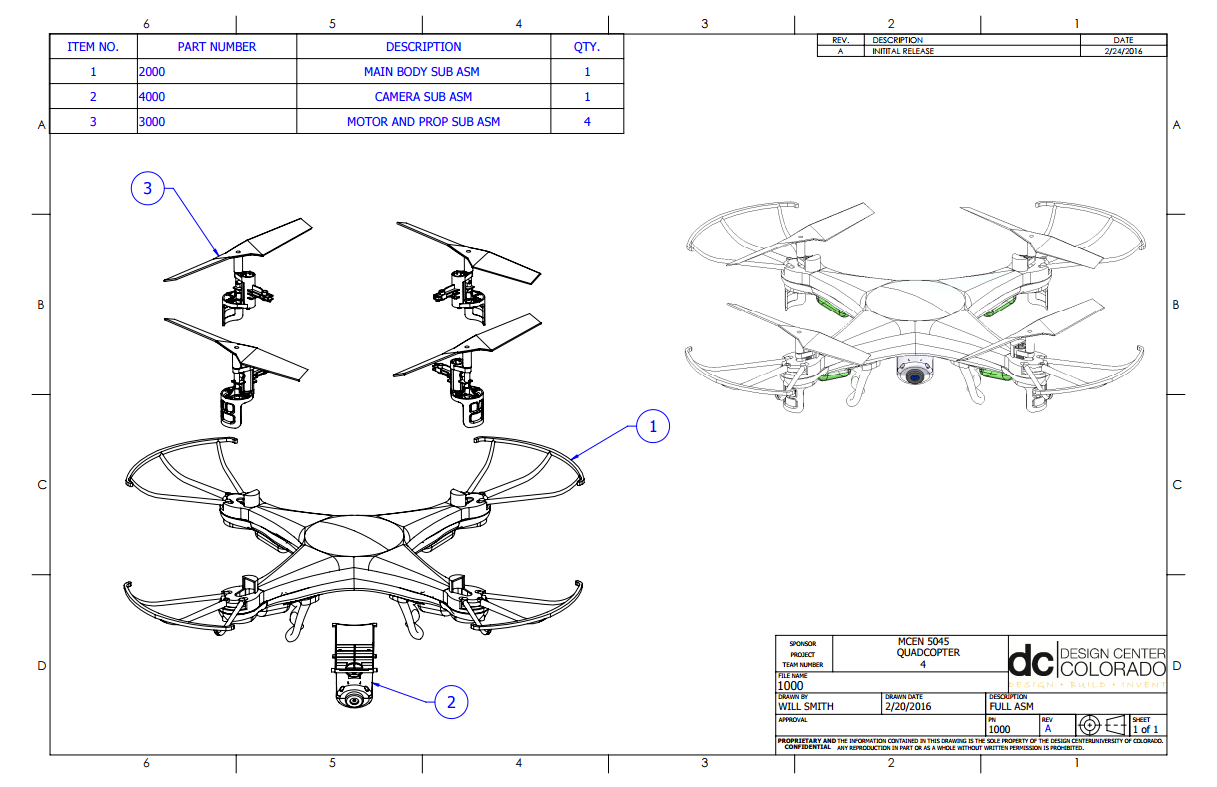 6 5 4 3 2 1
ITEM NO. PART NUMBER DESCRIPTION QTY.
1 2000 MAIN BODY SUB ASM 1
2 4000 CAMERA SUB ASM 1
3 3000 MOTOR AND PROP SUB ASM 4
REV. DESCRIPTION DATE
A INITITAL RELEASE 2/24/2016
A A
3
B B
1
C C
D D
2
SPONSOR MCEN 5045
PROJECT QUADCOPTER
TEAM NUMBER 4
dc DESIGN CENTER
COLORADO
DESIGN • BUILD • INVENT
FILE NAME
1000
DRAWN BY DRAWN DATE DESCRIPTION
WILL SMITH 2/20/2016 FULL ASM
APPROVAL PN REV SHEET
1000 A 1 of 1
PROPRIETARY AND THE INFORMATION CONTAINED IN THIS DRAWING IS THE SOLE PROPERTY OF THE DESIGN CENTERUNIVERSITY OF COLORADO.
CONFIDENTIAL ANY REPRODUCTION IN PART OR AS A WHOLE WITHOUT WRITTEN PERMISSION IS PROHIBITED.
6 5 4 3 2 1